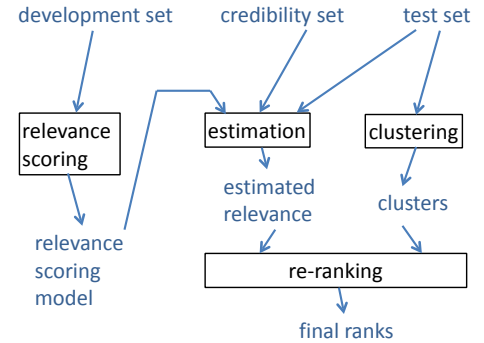 development set
credibility set
test set
relevance
scoring
estimation
clustering
estimated
relevance
clusters
relevance
scoring
model
re-ranking
final ranks